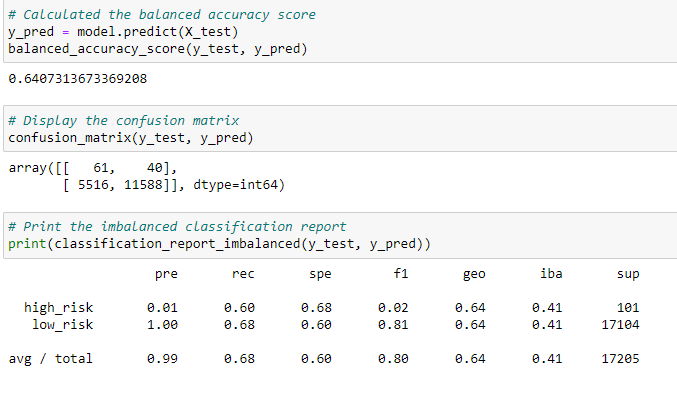 # Calculated the balanced accuracy score
y_pred = model.predict(X_test)
balanced_accuracy_score(y_test, y_pred)
0.6407313673369208
# Display the confusion matrix
confusion_matrix(y_test, y_pred)
array([[   61,    40],
       [ 5516, 11588]], dtype=int64)
# Print the imbalanced classification report
print(classification_report_imbalanced(y_test, y_pred))
pre rec spe f1 geo iba sup
high_risk 0.01 0.60 0.68 0.02 0.64 0.41 101
low_risk 1.00 0.68 0.60 0.81 0.64 0.41 17104
avg / total 0.99 0.68 0.60 0.80 0.64 0.41 17205